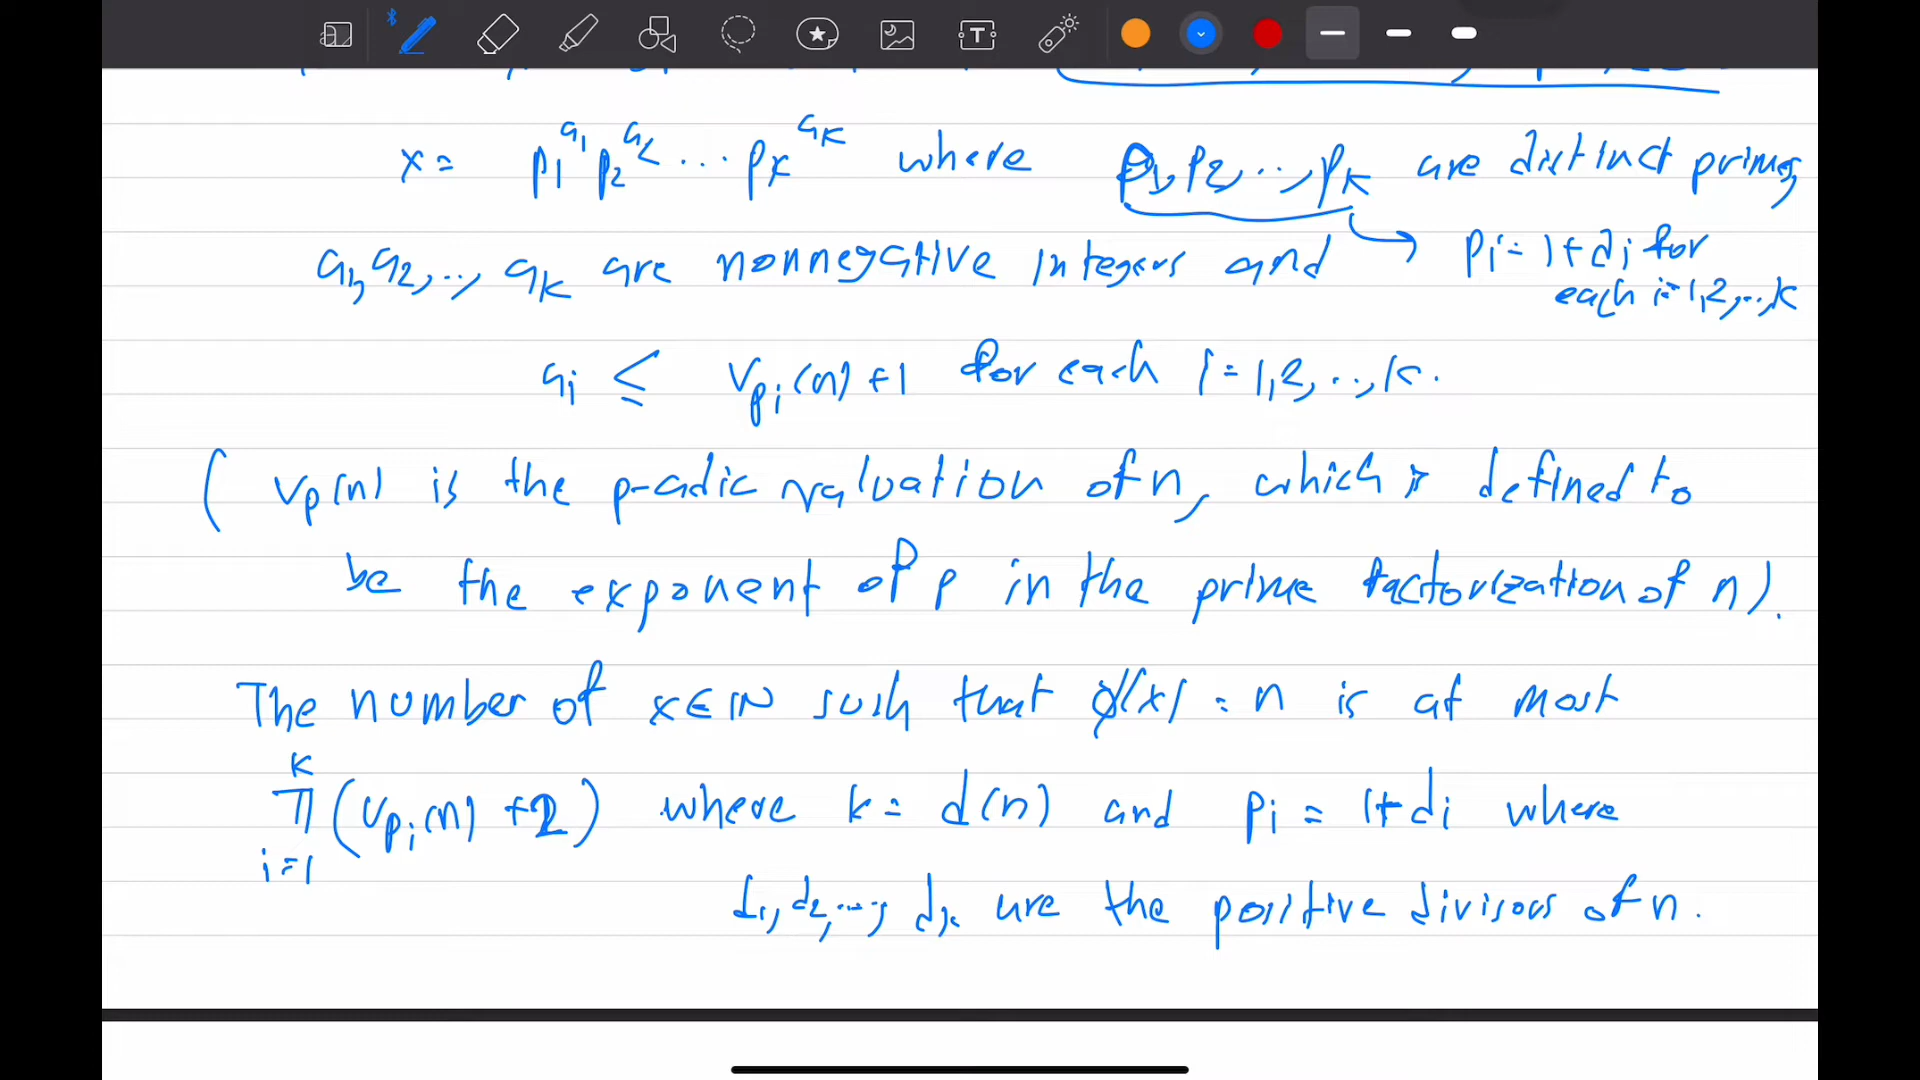 x = p₁^a₁ p₂^a₂ ... pₖ^aₖ where p₁, p₂, ..., pₖ are distinct primes,
a₁, a₂, .., aₖ are nonnegative integers and → pᵢ = 1+dᵢ for
each i=1,2,...,k
aᵢ ≤ v_pᵢ(n) + 1 for each i = 1,2, ..., k.
( vₚ(n) is the p-adic valuation of n, which is defined to
be the exponent of p in the prime factorization of n).
The number of x∈ℕ such that φ(x) = n is at most
∏_{i=1}^{k} (v_pᵢ(n) + 2) where k = d(n) and pᵢ = 1+dᵢ where
d₁, d₂, ..., dₖ are the positive divisors of n.